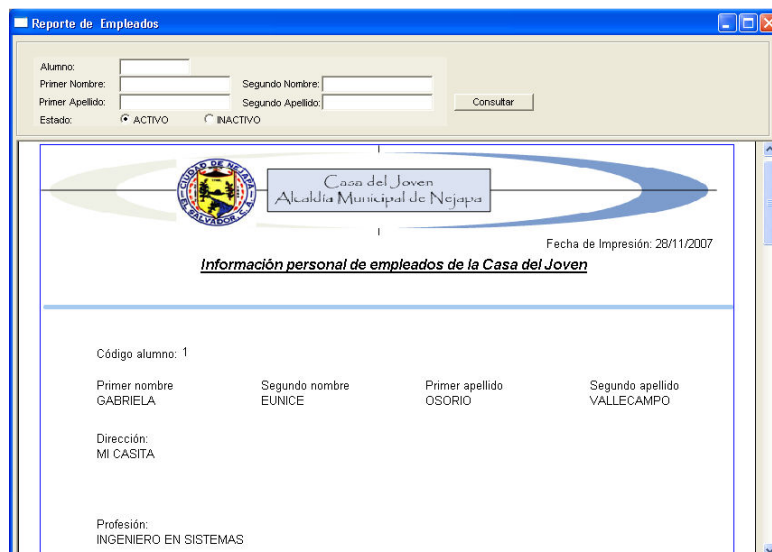 Reporte de Empleados
Alumno:
Primer Nombre: Segundo Nombre:
Primer Apellido: Segundo Apellido: Consultar
Estado: ACTIVO INACTIVO
CIUDAD DE NEJAPA
EL SALVADOR, C.A.
Casa del Joven
Alcaldía Municipal de Nejapa
Fecha de Impresión: 28/11/2007
Información personal de empleados de la Casa del Joven
Código alumno: 1
Primer nombre Segundo nombre Primer apellido Segundo apellido
GABRIELA EUNICE OSORIO VALLECAMPO
Dirección:
MI CASITA
Profesión:
INGENIERO EN SISTEMAS